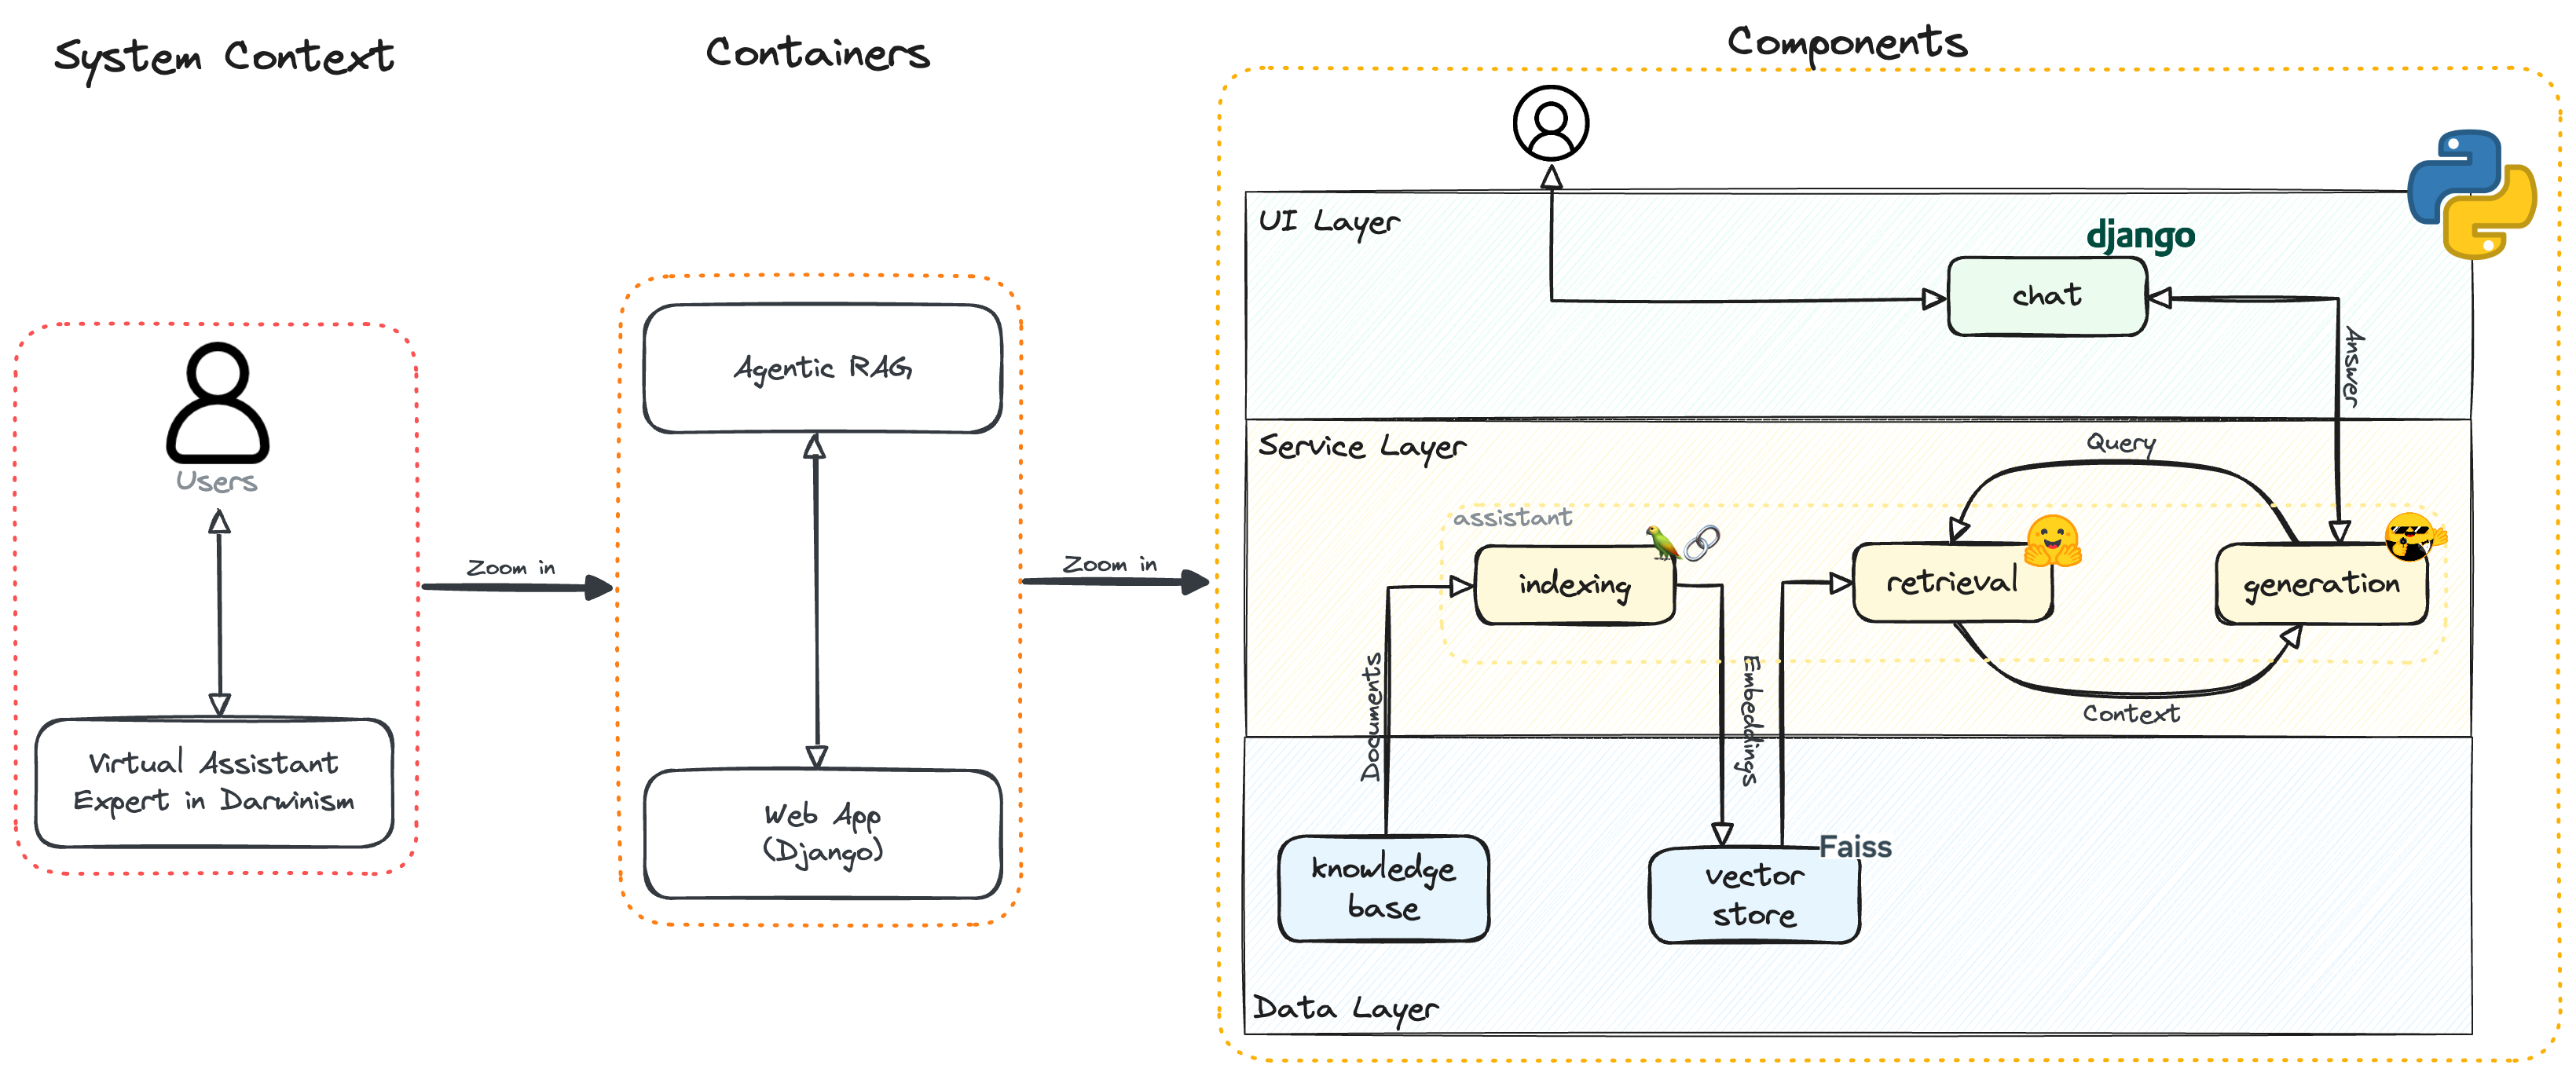 System Context
Containers
Components
Users
Virtual Assistant
Expert in Darwinism
Zoom in
Agentic RAG
Web App
(Django)
Zoom in
UI Layer
django
chat
Answer
Service Layer
Query
assistant
indexing
retrieval
generation
Context
Documents
Embeddings
knowledge
base
Faiss
vector
store
Data Layer